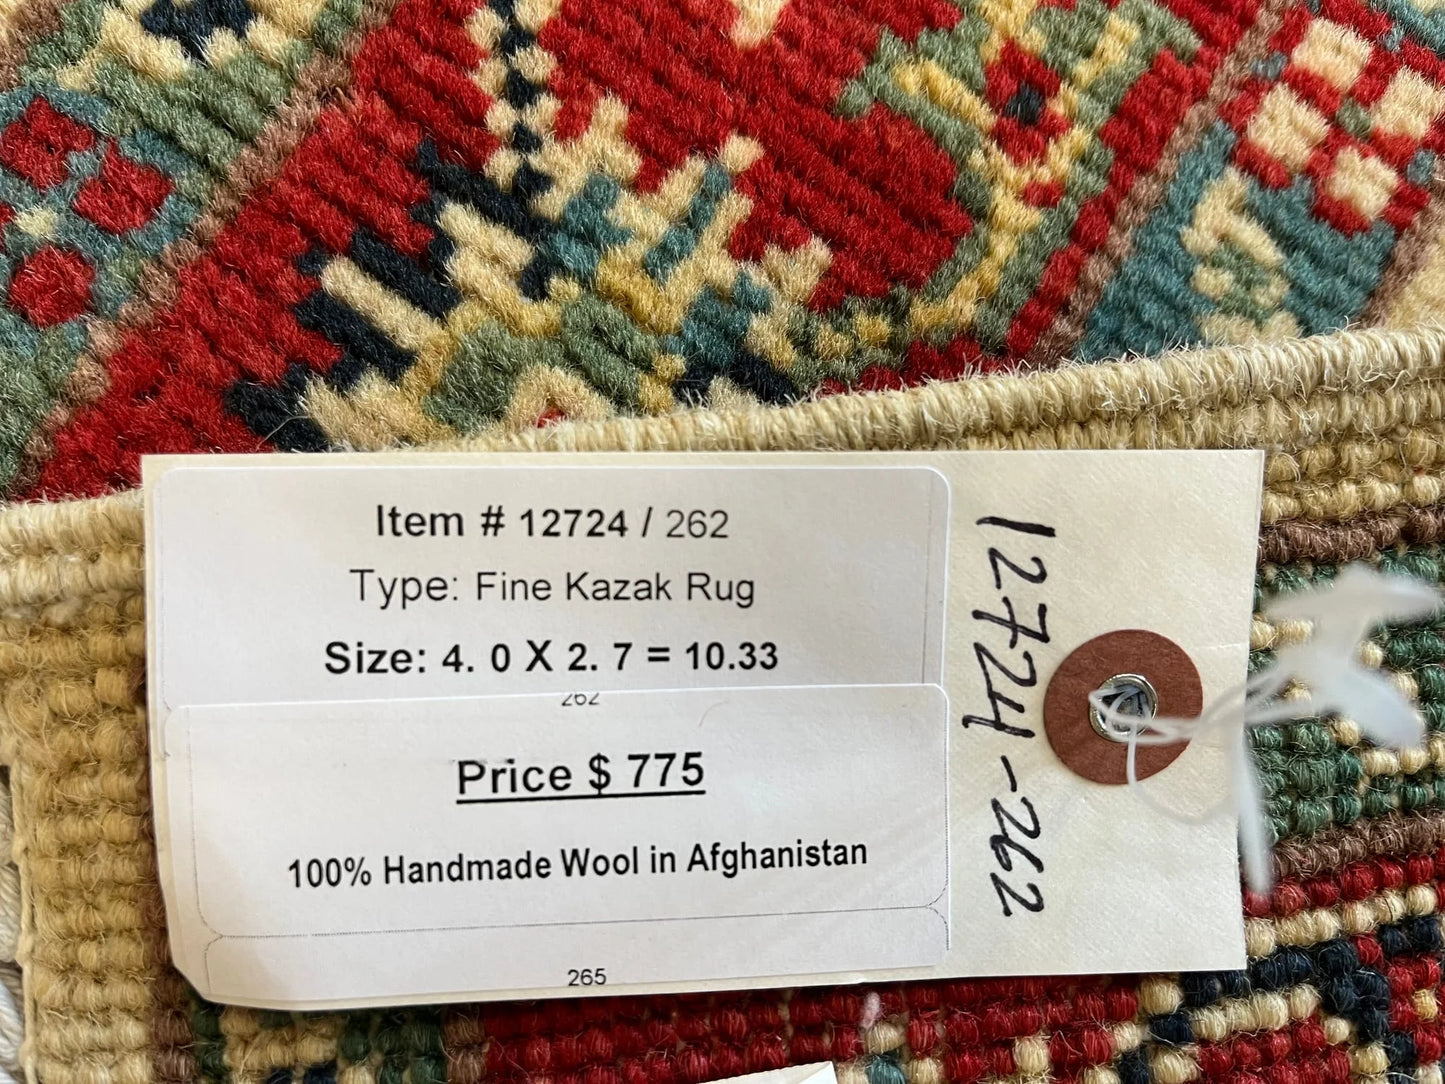 Item # 12724 / 262
Type: Fine Kazak Rug
Size: 4. 0 X 2. 7 = 10.33
262
Price $ 775
100% Handmade Wool in Afghanistan
265
12724-262